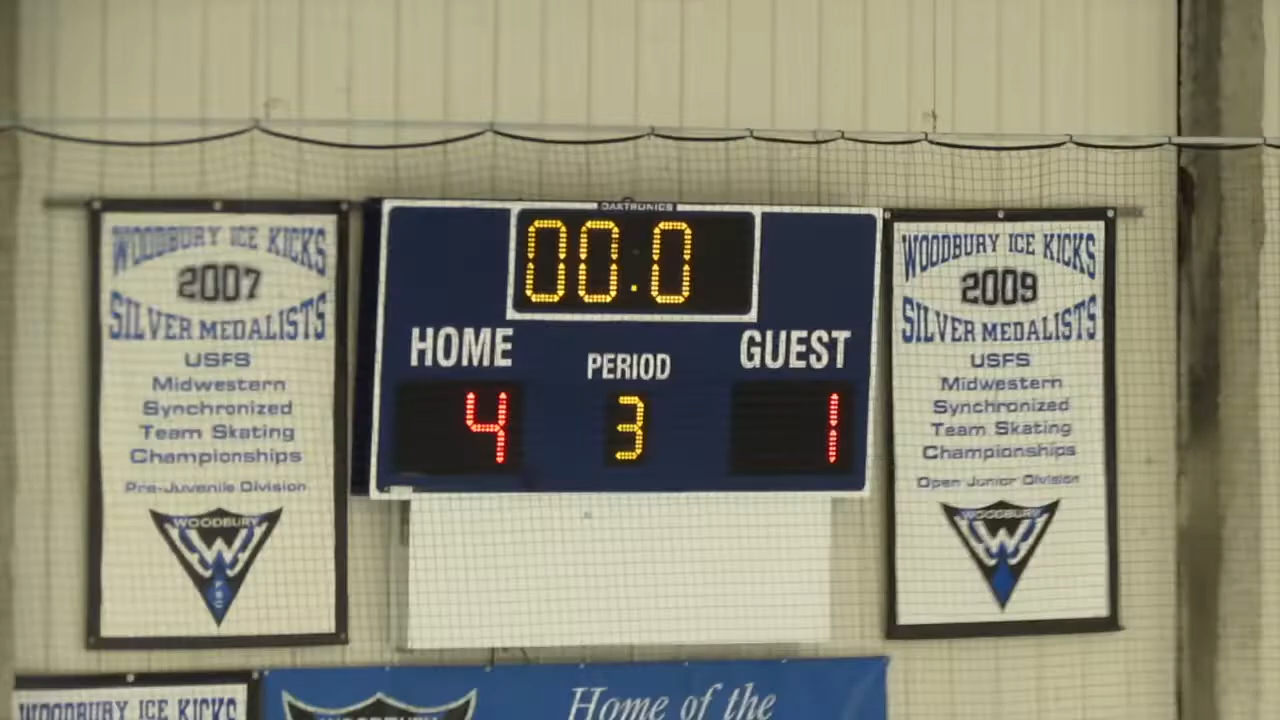 WOODBURY ICE KICKS
2007
SILVER MEDALISTS
USFS
Midwestern
Synchronized
Team Skating
Championships
Pre-Juvenile Division
WOODBURY
W
FSC
DAKTRONICS
00.0
HOME
PERIOD
GUEST
4
3
1
WOODBURY ICE KICKS
2009
SILVER MEDALISTS
USFS
Midwestern
Synchronized
Team Skating
Championships
Open Junior Division
WOODBURY
W
WOODBURY ICE KICKS
WOODBURY
Home of the